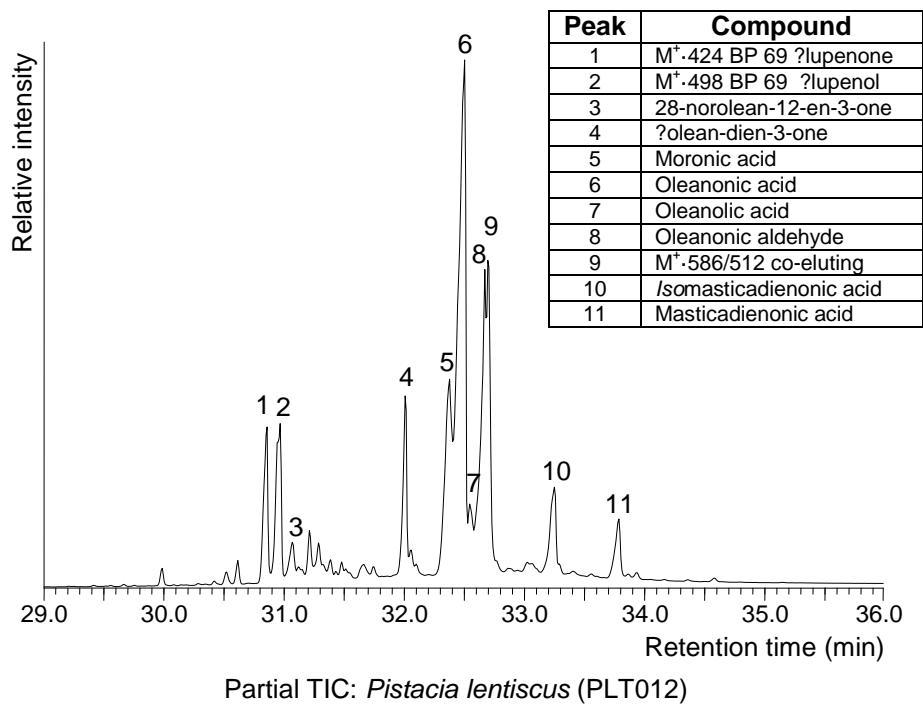 Relative intensity
6
9
8
5
4
1 2
7
10
3
11
Peak Compound
1 M⁺·424 BP 69 ?lupenone
2 M⁺·498 BP 69 ?lupenol
3 28-norolean-12-en-3-one
4 ?olean-dien-3-one
5 Moronic acid
6 Oleanonic acid
7 Oleanolic acid
8 Oleanonic aldehyde
9 M⁺·586/512 co-eluting
10 Isomasticadienonic acid
11 Masticadienonic acid
29.0 30.0 31.0 32.0 33.0 34.0 35.0 36.0
Retention time (min)
Partial TIC: Pistacia lentiscus (PLT012)